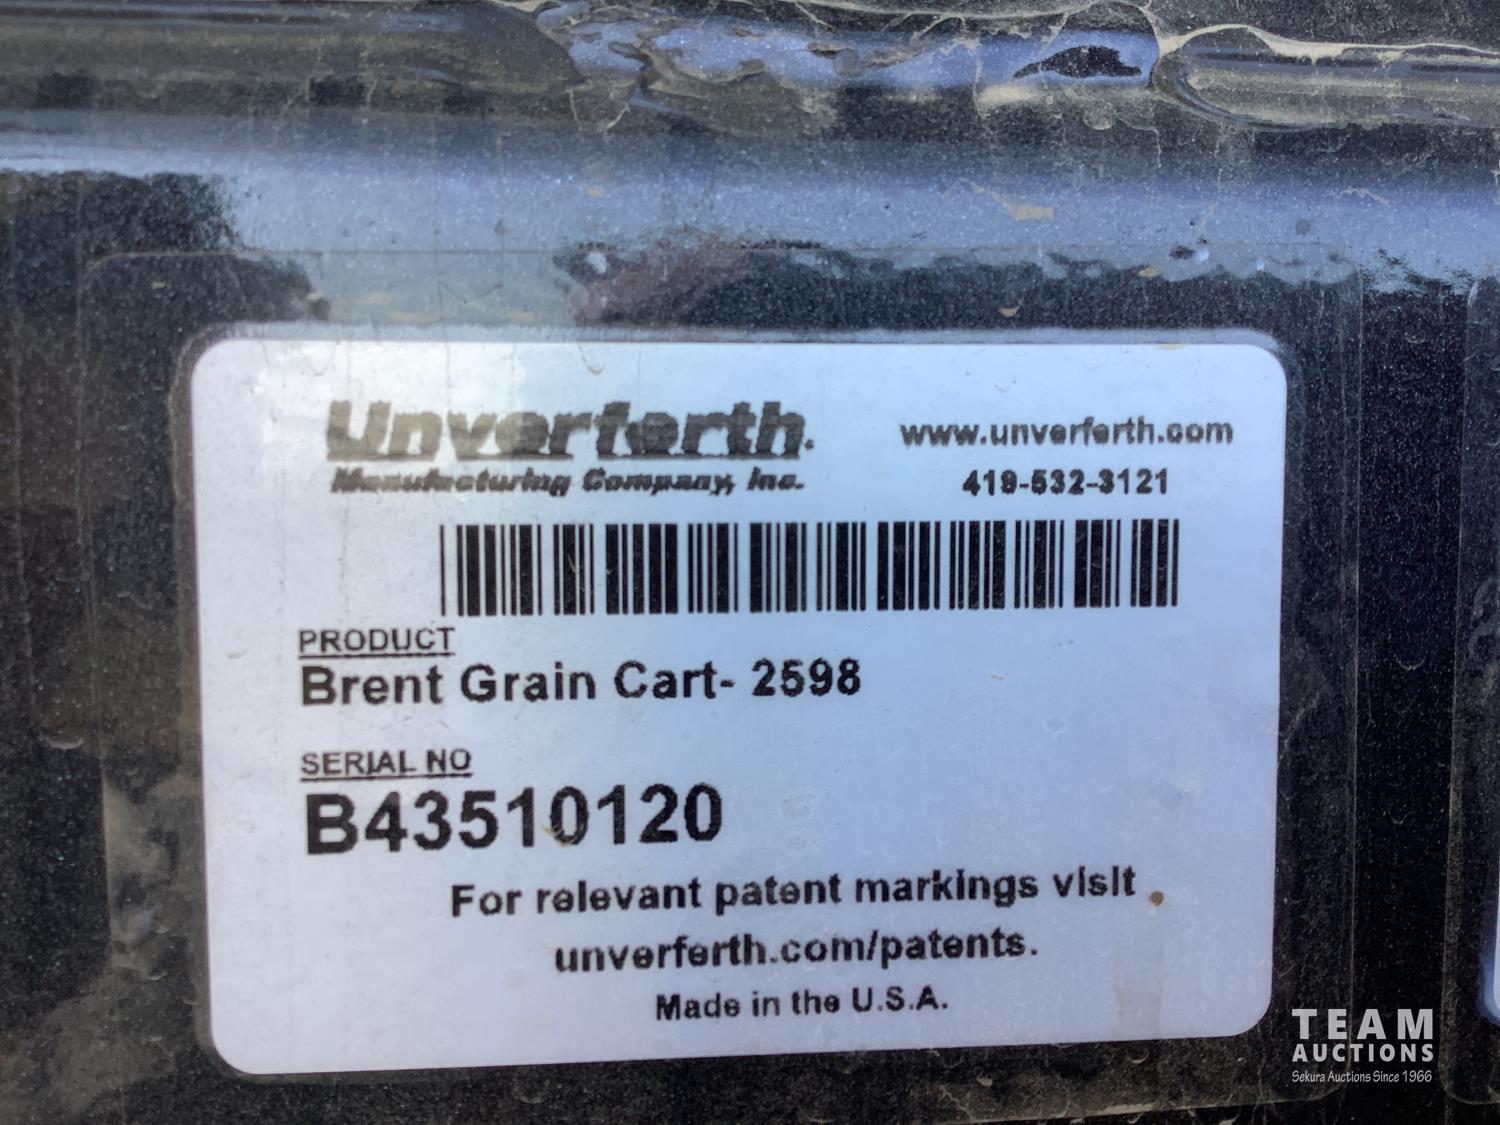 Unverferth.
Manufacturing Company, Inc.
www.unverferth.com
419-532-3121
PRODUCT
Brent Grain Cart- 2598
SERIAL NO
B43510120
For relevant patent markings visit
unverferth.com/patents.
Made in the U.S.A.
TEAM
AUCTIONS
Sekura Auctions Since 1966